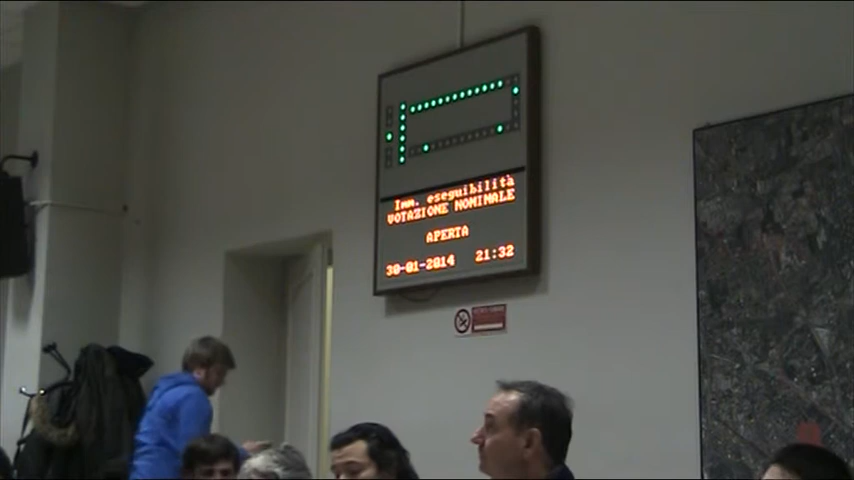 Imm. eseguibilità
VOTAZIONE NOMINALE
APERTA
30-01-2014 21:32